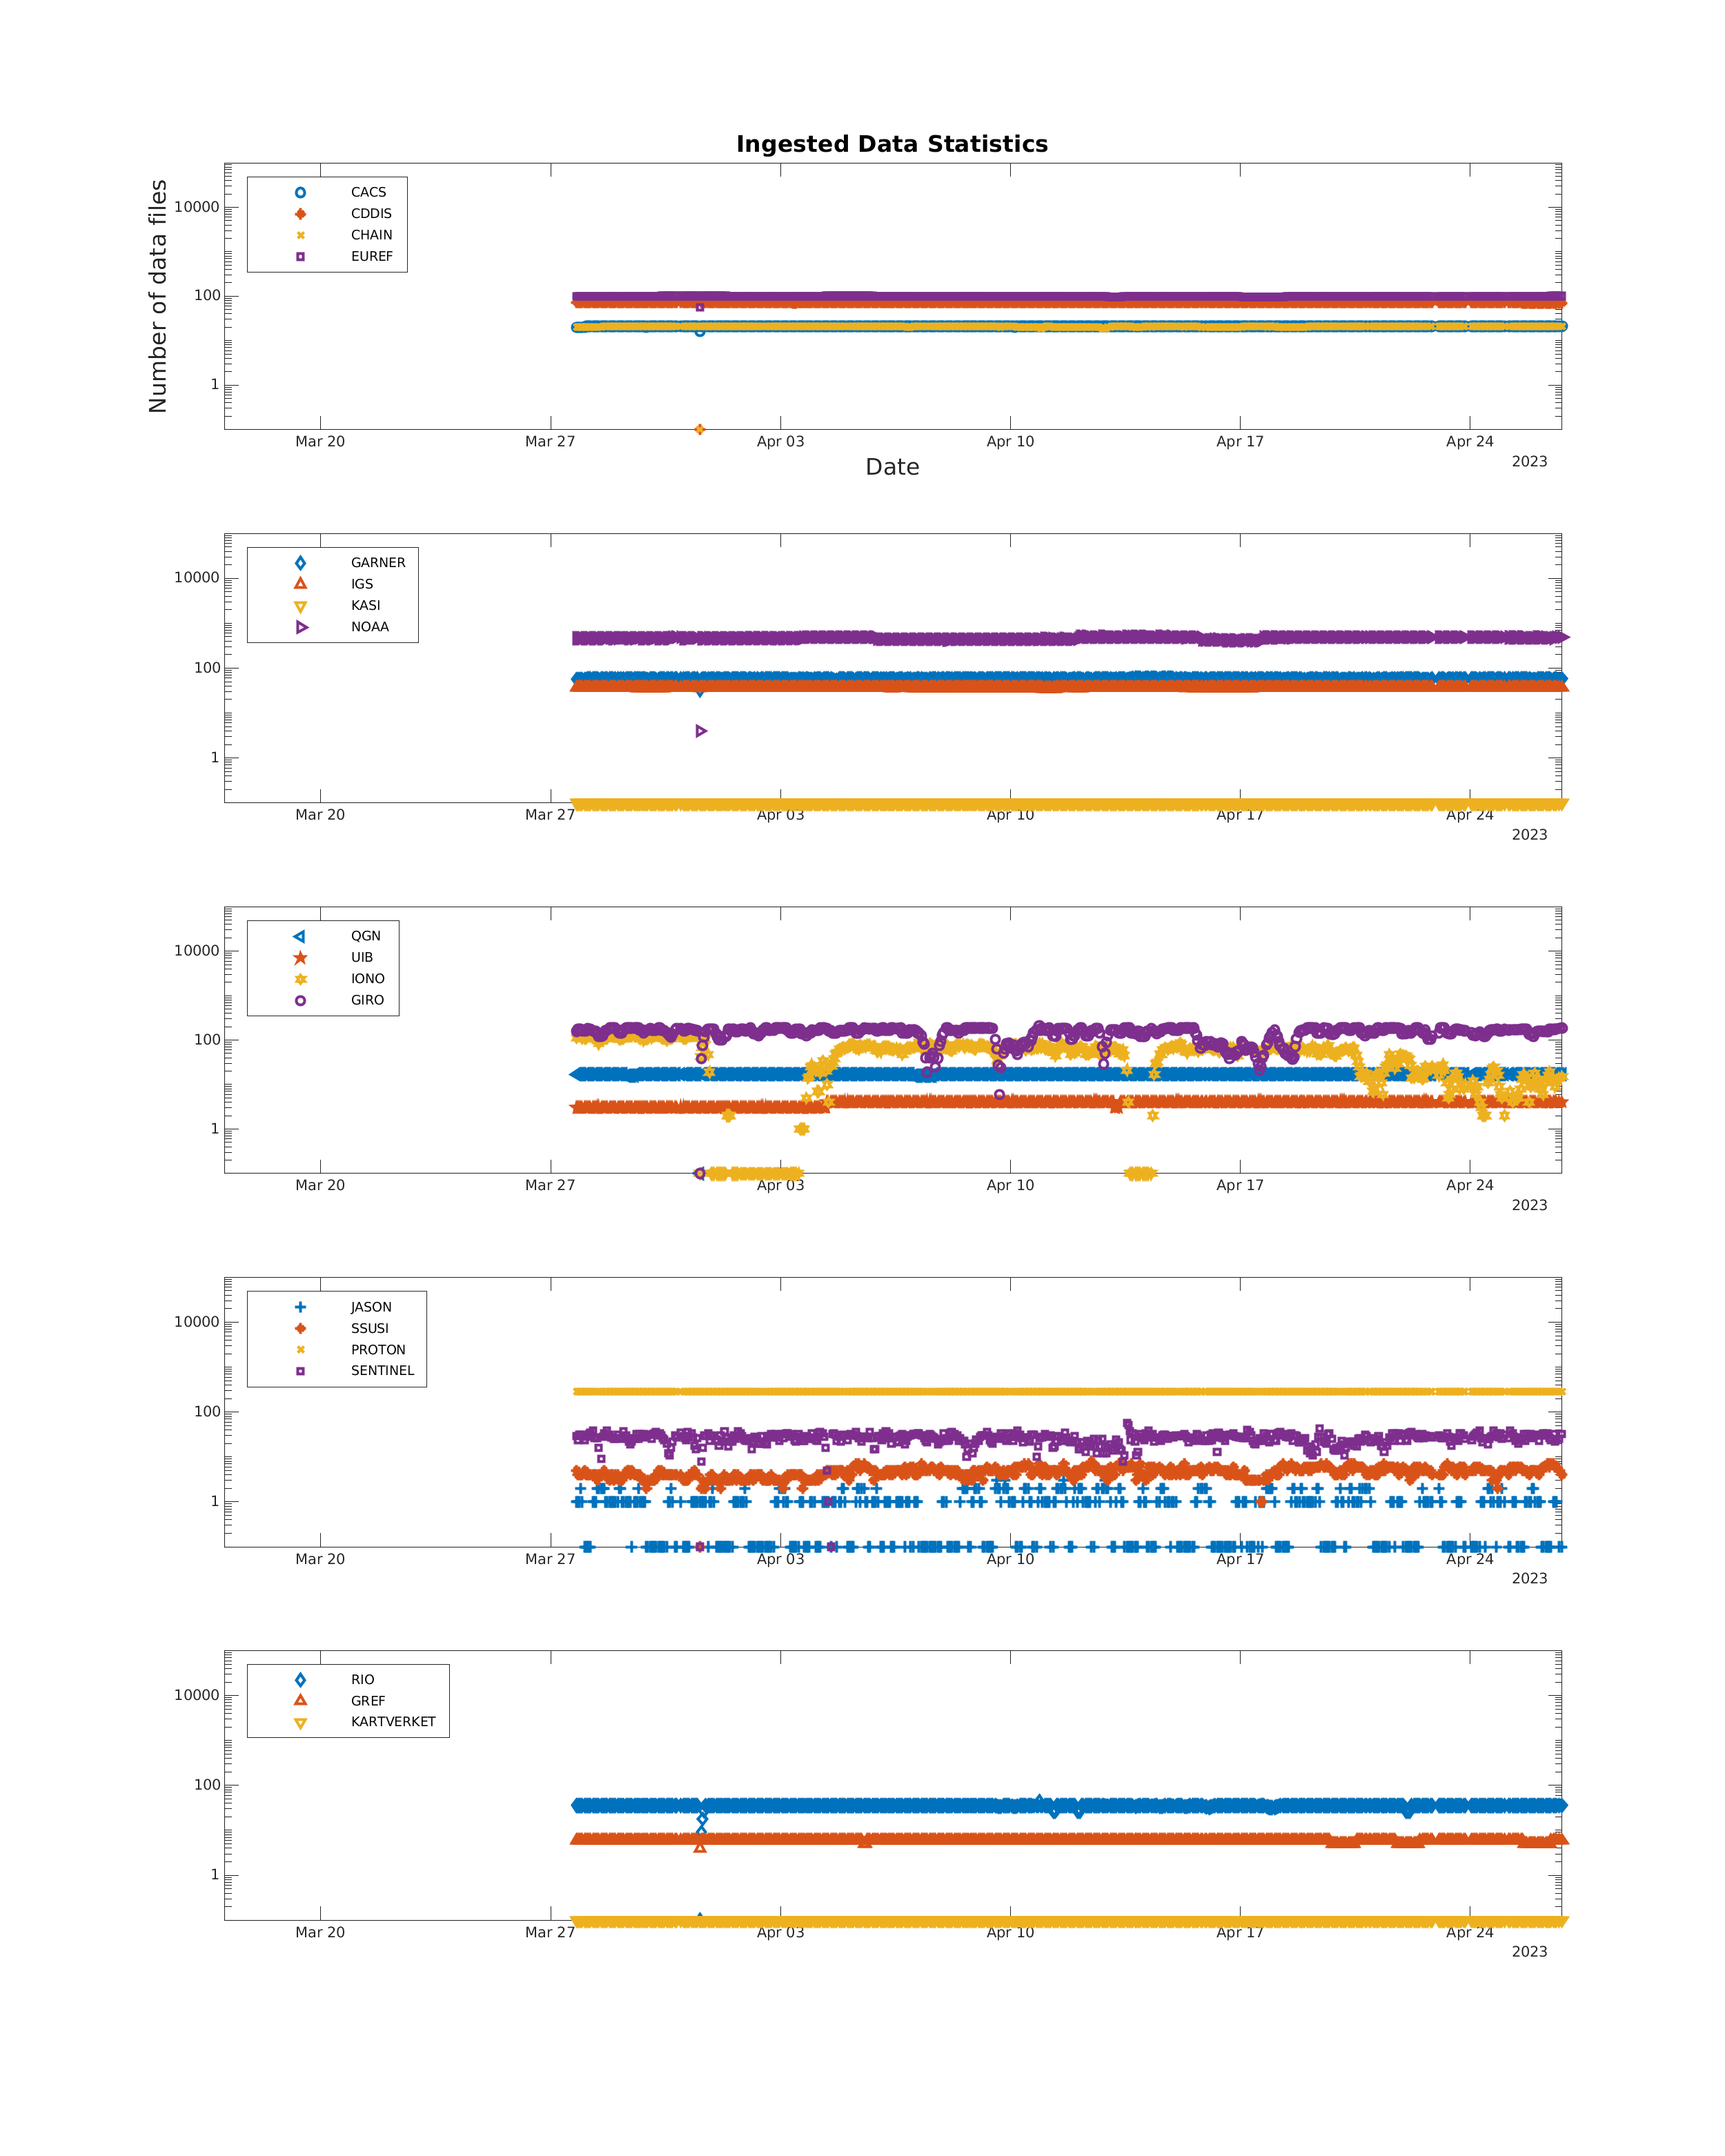 Ingested Data Statistics
Number of data files
10000
100
1
CACS
CDDIS
CHAIN
EUREF
Mar 20 Mar 27 Apr 03 Apr 10 Apr 17 Apr 24
2023
Date
10000
100
1
GARNER
IGS
KASI
NOAA
Mar 20 Mar 27 Apr 03 Apr 10 Apr 17 Apr 24
2023
10000
100
1
QGN
UIB
IONO
GIRO
Mar 20 Mar 27 Apr 03 Apr 10 Apr 17 Apr 24
2023
10000
100
1
JASON
SSUSI
PROTON
SENTINEL
Mar 20 Mar 27 Apr 03 Apr 10 Apr 17 Apr 24
2023
10000
100
1
RIO
GREF
KARTVERKET
Mar 20 Mar 27 Apr 03 Apr 10 Apr 17 Apr 24
2023